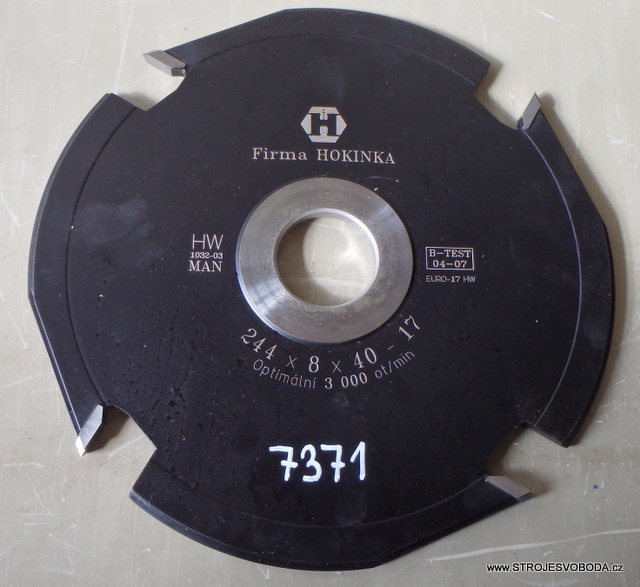 H
Firma HOKINKA
HW
1032-03
MAN
B-TEST
04-07
EURO-17 HW
244 x 8 x 40 - 17
Optimální 3 000 ot/min
7371
www.STROJESVOBODA.cz